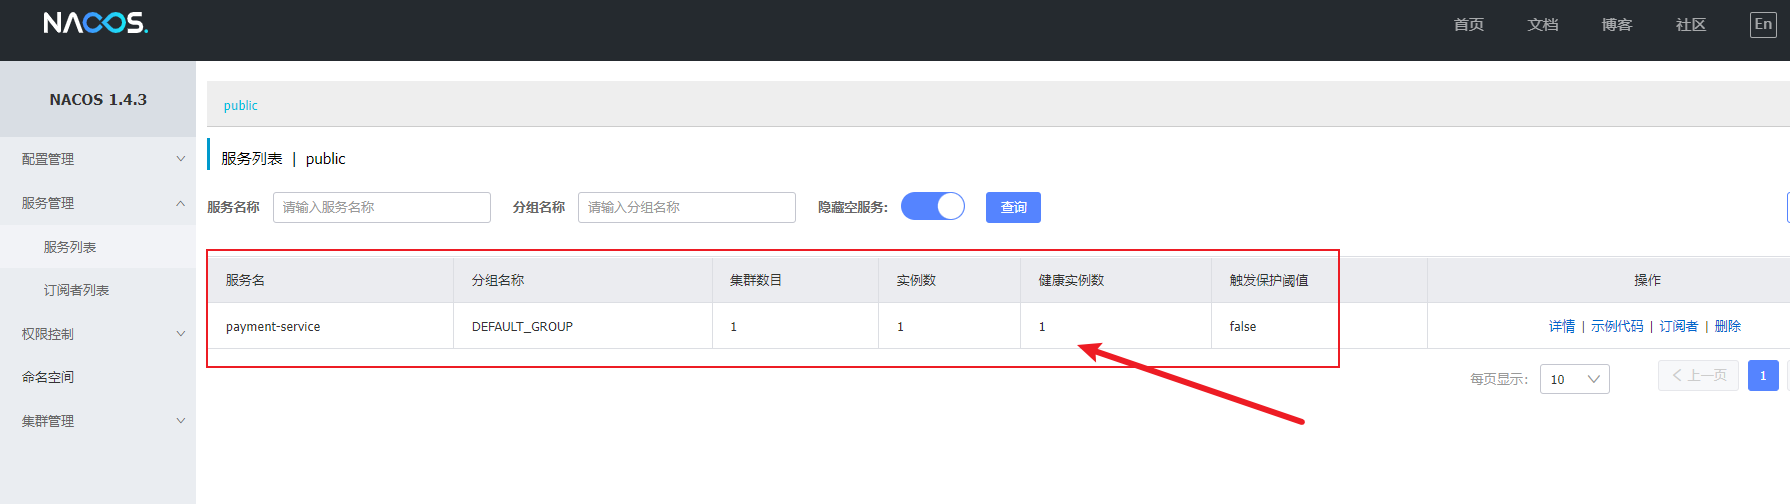 NACOS.
首页 文档 博客 社区 En
NACOS 1.4.3
配置管理
服务管理
服务列表
订阅者列表
权限控制
命名空间
集群管理
public
服务列表 | public
服务名称 请输入服务名称 分组名称 请输入分组名称 隐藏空服务: 查询
服务名 分组名称 集群数目 实例数 健康实例数 触发保护阈值 操作
payment-service DEFAULT_GROUP 1 1 1 false 详情 | 示例代码 | 订阅者 | 删除
每页显示: 10 < 上一页 1